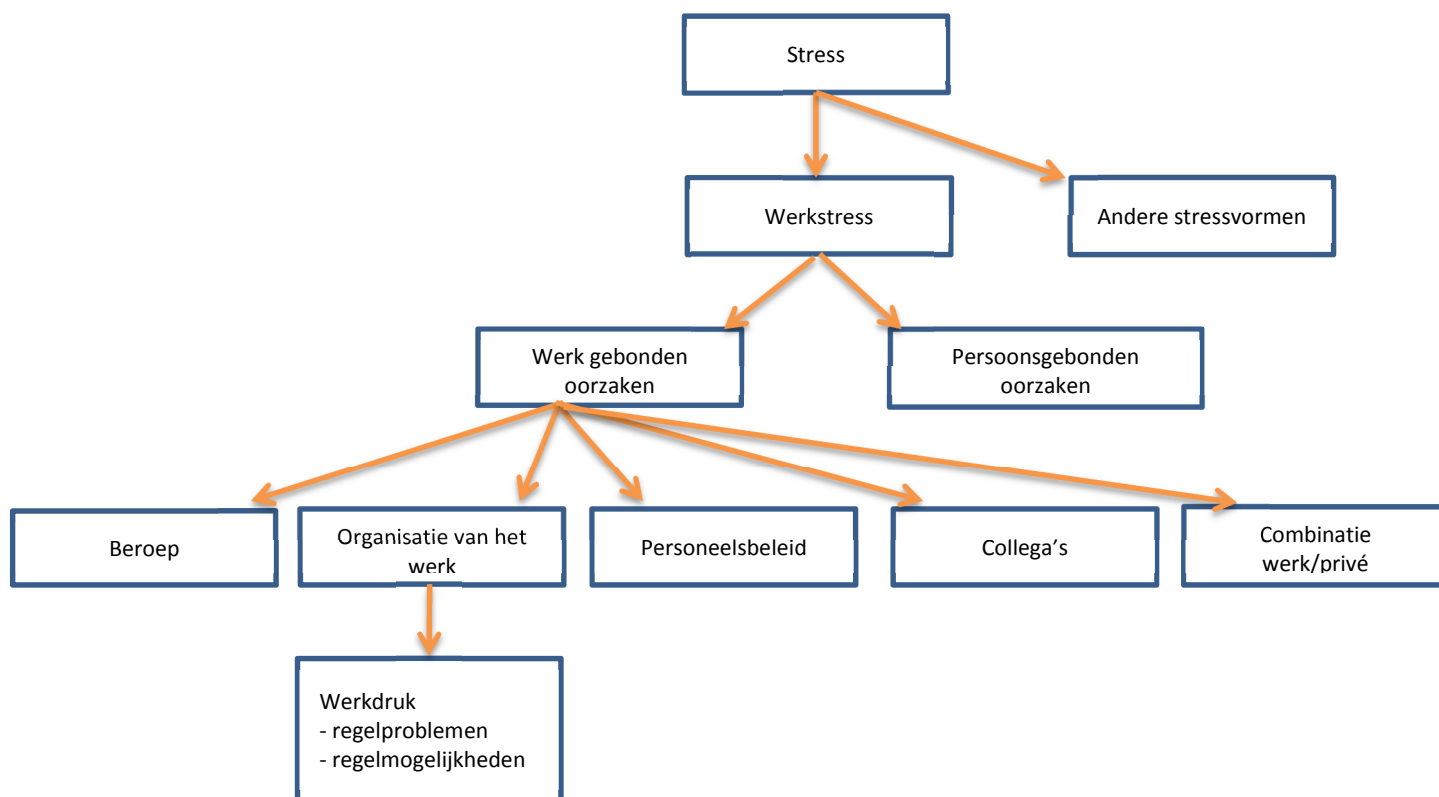 Stress
Werkstress
Andere stressvormen
Werk gebonden
oorzaken
Persoonsgebonden
oorzaken
Beroep
Organisatie van het
werk
Personeelsbeleid
Collega’s
Combinatie
werk/privé
Werkdruk
- regelproblemen
- regelmogelijkheden